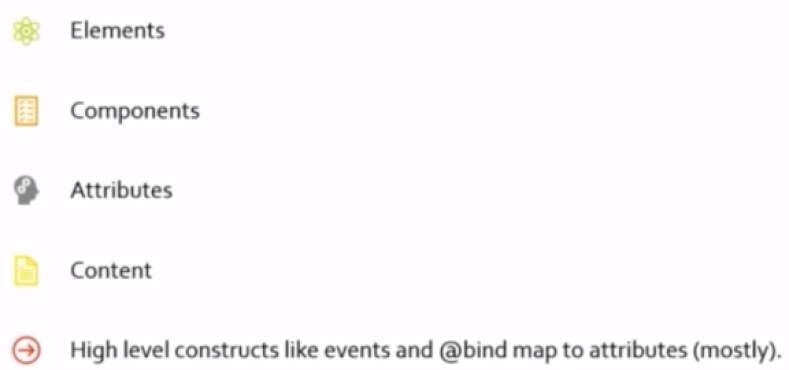 Elements
Components
Attributes
Content
High level constructs like events and @bind map to attributes (mostly).